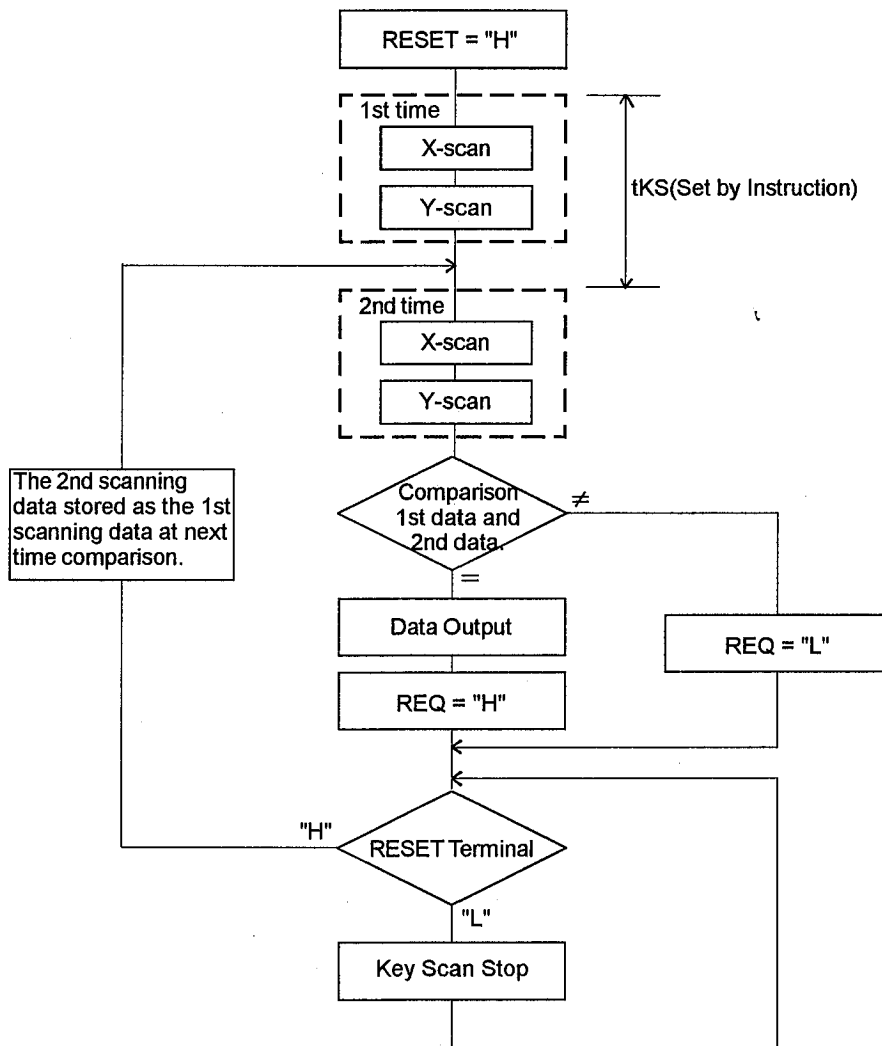 RESET = "H"
1st time
X-scan
Y-scan
tKS(Set by Instruction)
2nd time
X-scan
Y-scan
The 2nd scanning
data stored as the 1st
scanning data at next
time comparison.
Comparison
1st data and
2nd data.
≠
=
Data Output
REQ = "L"
REQ = "H"
"H"
RESET Terminal
"L"
Key Scan Stop